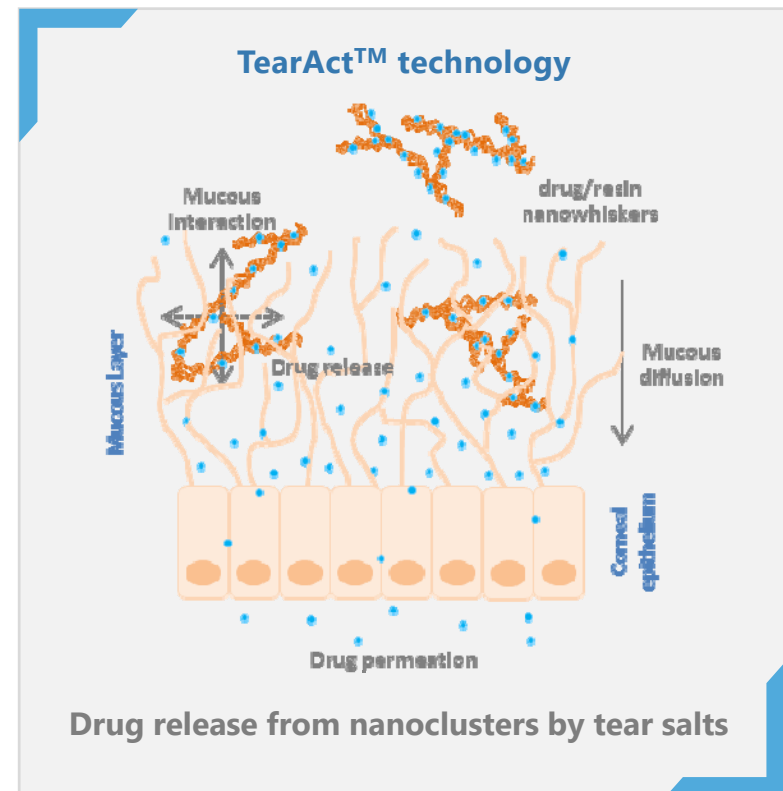 TearAct™ technology
drug/resin
nanowhiskers
Mucous
Interaction
Drug release
Mucous
diffusion
Mucous Layer
Corneal
epithelium
Drug permeation
Drug release from nanoclusters by tear salts